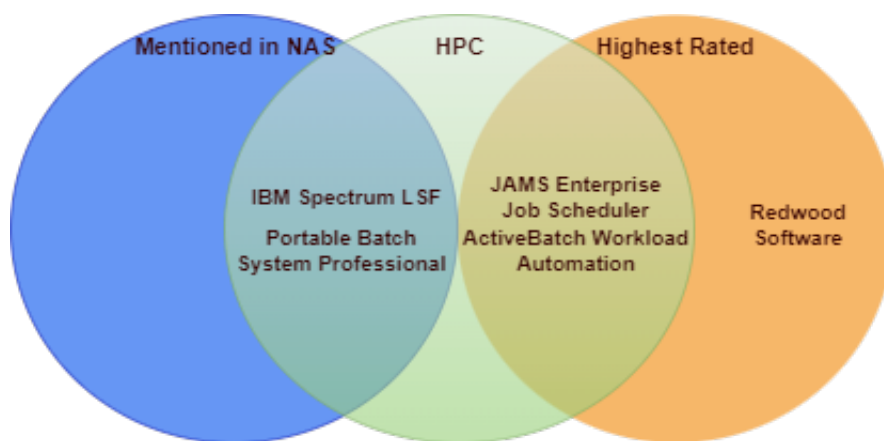 Mentioned in NAS
HPC
Highest Rated
IBM Spectrum LSF
Portable Batch
System Professional
JAMS Enterprise
Job Scheduler
ActiveBatch Workload
Automation
Redwood
Software